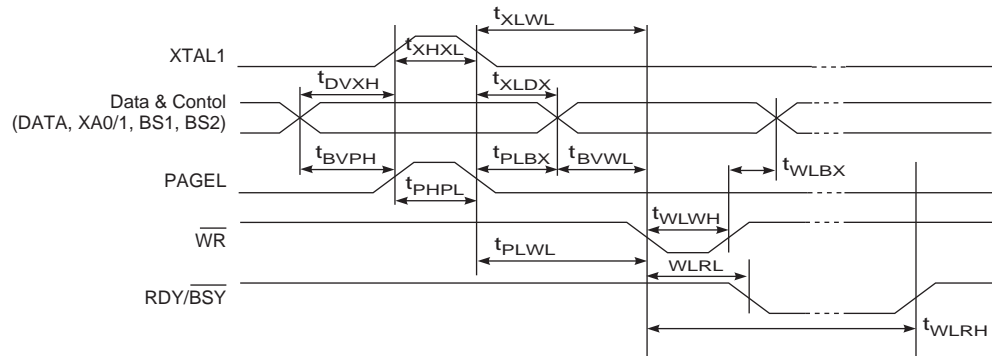 tXLWL
XTAL1
tXHXL
tDVXH
tXLDX
Data & Contol
(DATA, XA0/1, BS1, BS2)
tBVPH
tPLBX
tBVWL
tWLBX
PAGEL
tPHPL
tWLWH
WR
tPLWL
WLRL
RDY/BSY
tWLRH